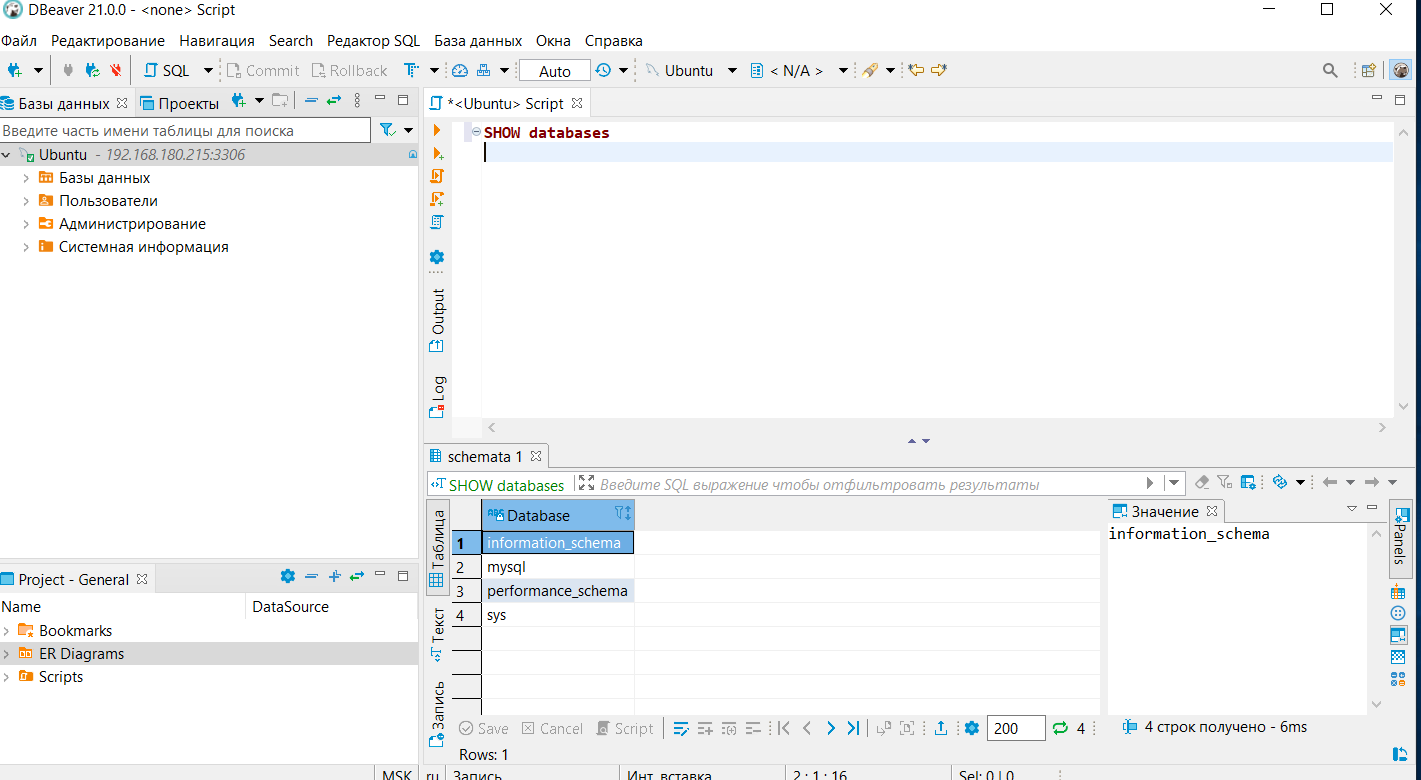 DBeaver 21.0.0 - <none> Script
Файл Редактирование Навигация Search Редактор SQL База данных Окна Справка
SQL Commit Rollback Auto Ubuntu < N/A >
Базы данных Проекты
Введите часть имени таблицы для поиска
Ubuntu - 192.168.180.215:3306
Базы данных
Пользователи
Администрирование
Системная информация
Project - General
Name DataSource
Bookmarks
ER Diagrams
Scripts
*<Ubuntu> Script
SHOW databases
Output
Log
schemata 1
SHOW databases Введите SQL выражение чтобы отфильтровать результаты
Таблица
Текст
Запись
ABS Database
1 information_schema
2 mysql
3 performance_schema
4 sys
Значение
information_schema
Panels
Save Cancel Script 200 4 4 строк получено - 6ms
Rows: 1
MSK ru Запись Инт. вставка 2 : 1 : 16 Sel: 0 | 0